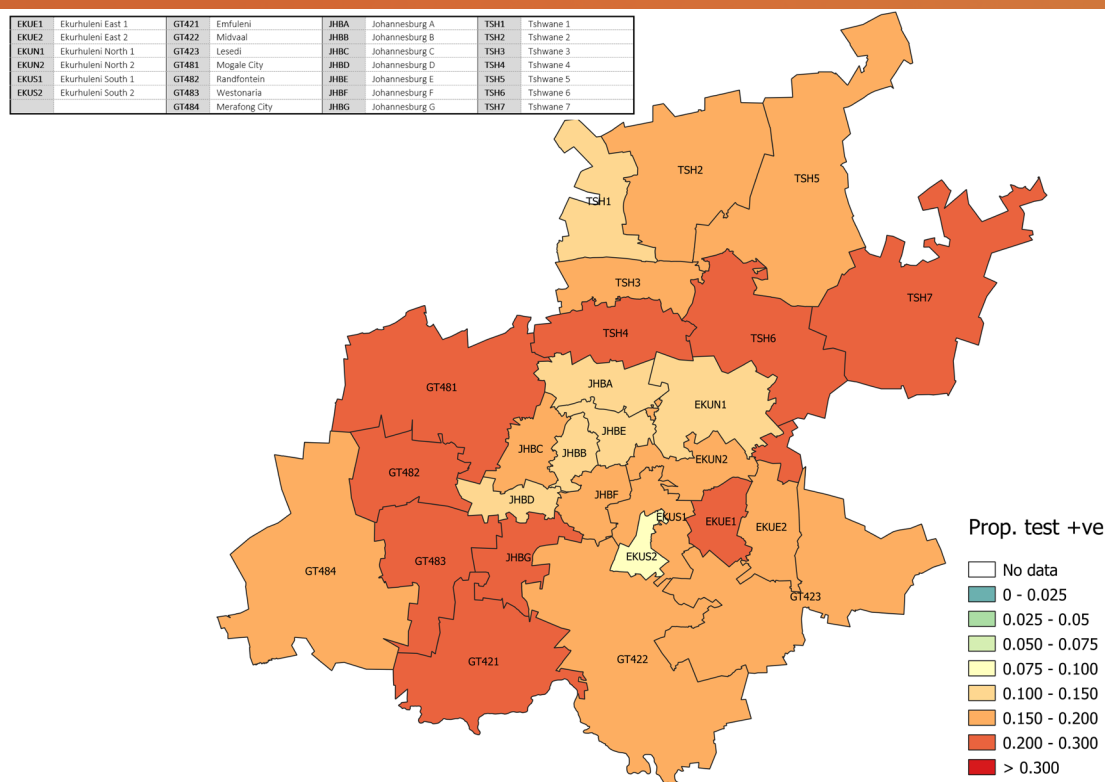 EKUE1 Ekurhuleni East 1 GT421 Emfuleni JHBA Johannesburg A TSH1 Tshwane 1
EKUE2 Ekurhuleni East 2 GT422 Midvaal JHBB Johannesburg B TSH2 Tshwane 2
EKUN1 Ekurhuleni North 1 GT423 Lesedi JHBC Johannesburg C TSH3 Tshwane 3
EKUN2 Ekurhuleni North 2 GT481 Mogale City JHBD Johannesburg D TSH4 Tshwane 4
EKUS1 Ekurhuleni South 1 GT482 Randfontein JHBE Johannesburg E TSH5 Tshwane 5
EKUS2 Ekurhuleni South 2 GT483 Westonaria JHBF Johannesburg F TSH6 Tshwane 6
GT484 Merafong City JHBG Johannesburg G TSH7 Tshwane 7
TSH2
TSH5
TSH1
TSH3
TSH7
TSH4
TSH6
GT481
JHBA
EKUN1
JHBE
JHBC
JHBB
EKUN2
GT482
JHBD
JHBF
EKUS1
EKUE1
EKUE2
EKUS2
GT483
JHBG
GT484
GT423
GT421
GT422
Prop. test +ve
No data
0 - 0.025
0.025 - 0.05
0.050 - 0.075
0.075 - 0.100
0.100 - 0.150
0.150 - 0.200
0.200 - 0.300
> 0.300